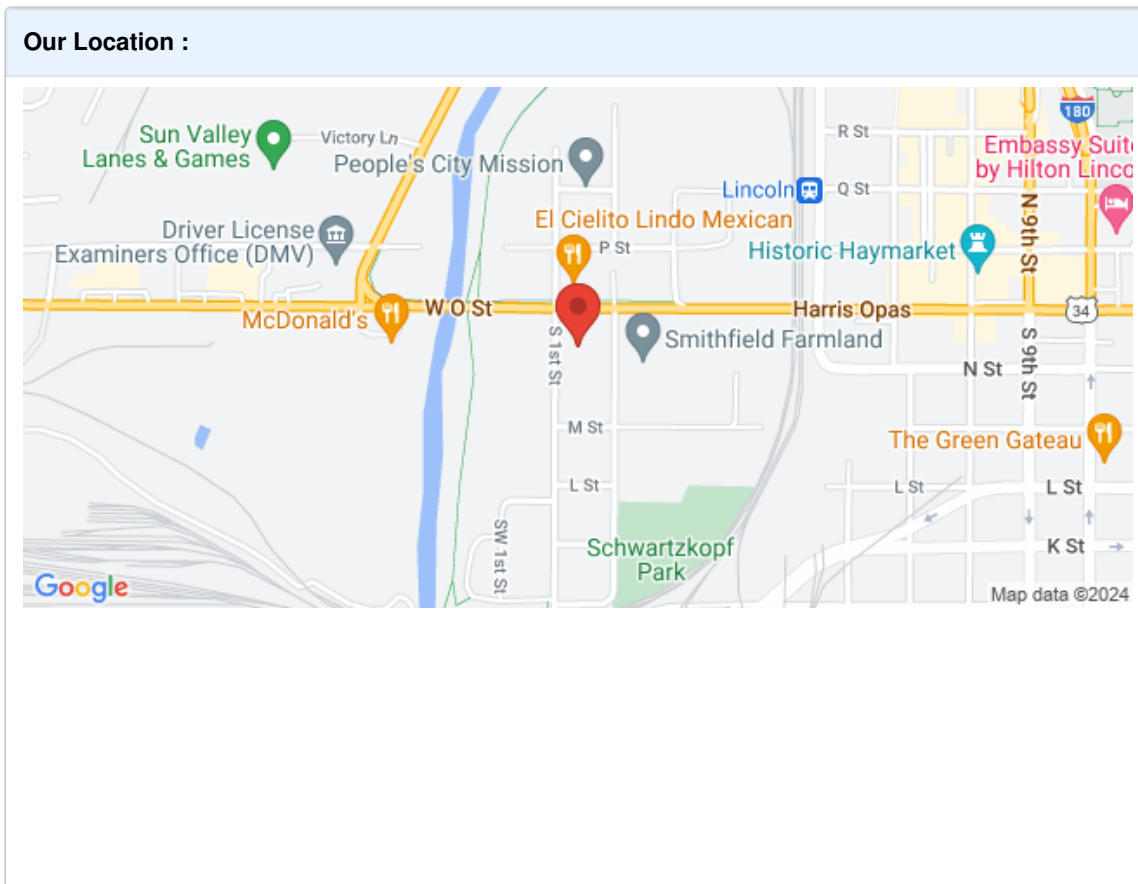 Our Location :
Sun Valley
Lanes & Games
Victory Ln
People's City Mission
R St
180
Embassy Suit
by Hilton Linco
Lincoln
Q St
Driver License
Examiners Office (DMV)
El Cielito Lindo Mexican
P St
Historic Haymarket
N 9th St
McDonald's
W O St
Harris Opas
34
Smithfield Farmland
S 1st St
N St
S 9th St
M St
The Green Gateau
L St
L St
L St
SW 1st St
Schwartzkopf
Park
K St
Google
Map data ©2024